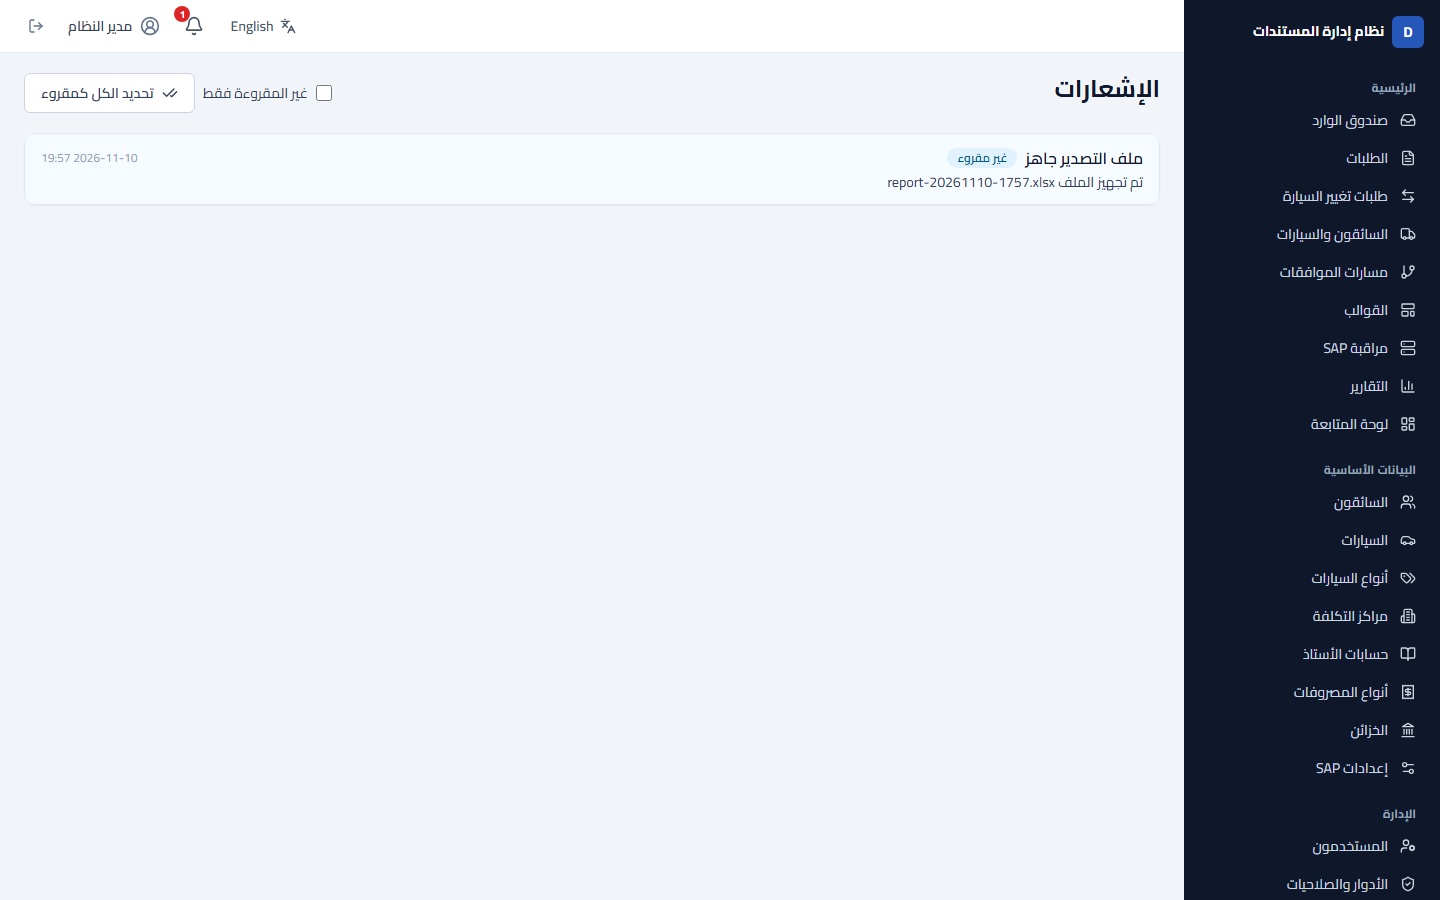 نظام إدارة المستندات
D
الرئيسية
صندوق الوارد
الطلبات
طلبات تغيير السيارة
السائقون والسيارات
مسارات الموافقات
القوالب
مراقبة SAP
التقارير
لوحة المتابعة
البيانات الأساسية
السائقون
السيارات
أنواع السيارات
مراكز التكلفة
حسابات الأستاذ
أنواع المصروفات
الخزائن
إعدادات SAP
الإدارة
المستخدمون
الأدوار والصلاحيات
English
1
مدير النظام
الإشعارات
غير المقروءة فقط
تحديد الكل كمقروء
ملف التصدير جاهز
غير مقروء
2026-11-10 19:57
تم تجهيز الملف report-20261110-1757.xlsx